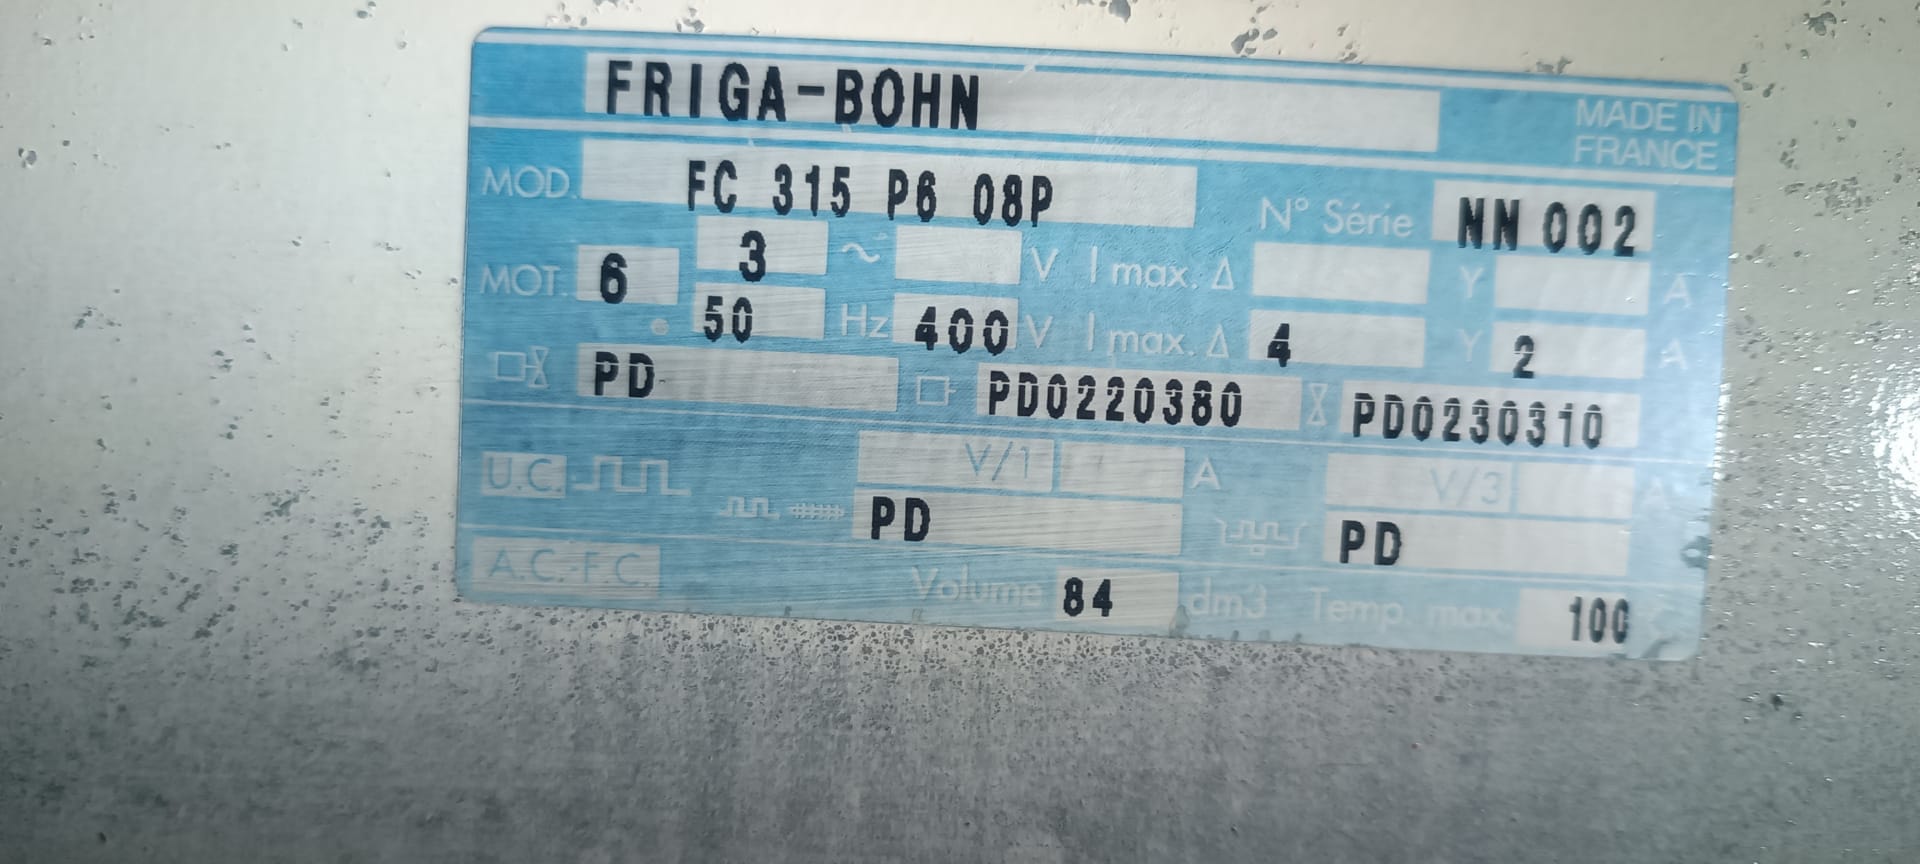 FRIGA-BOHN
MADE IN
FRANCE
MOD. FC 315 P6 08P N° Série NN 002
MOT. 6 3 ~ V I max. Δ Y A
50 Hz 400 V I max. Δ 4 Y 2 A
PD PD0220380 PD0230310
U.C. V/1 A V/3 A
PD PD
A.C.-F.C. Volume 84 dm3 Temp. max. 100